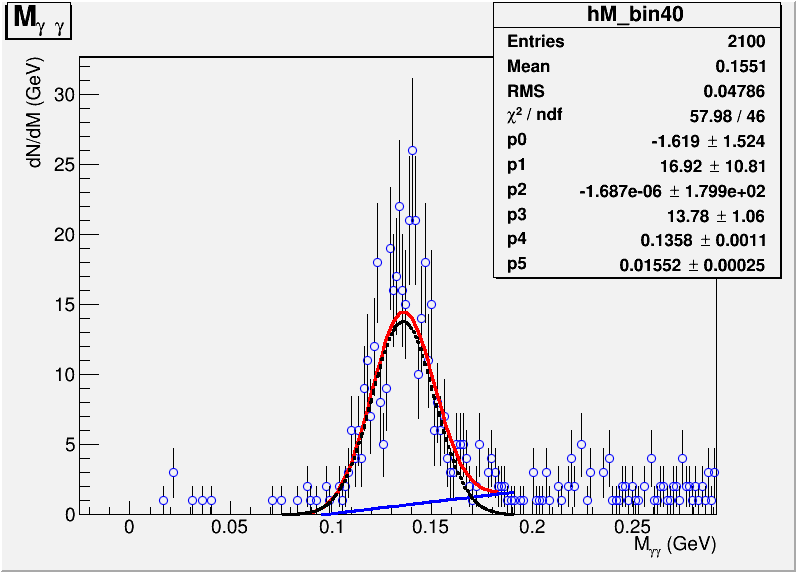 M γ γ
hM_bin40
Entries 2100
Mean 0.1551
RMS 0.04786
χ² / ndf 57.98 / 46
p0 -1.619 ± 1.524
p1 16.92 ± 10.81
p2 -1.687e-06 ± 1.799e+02
p3 13.78 ± 1.06
p4 0.1358 ± 0.0011
p5 0.01552 ± 0.00025
dN/dM (GeV)
30
25
20
15
10
5
0
0 0.05 0.1 0.15 0.2 0.25
M γγ (GeV)